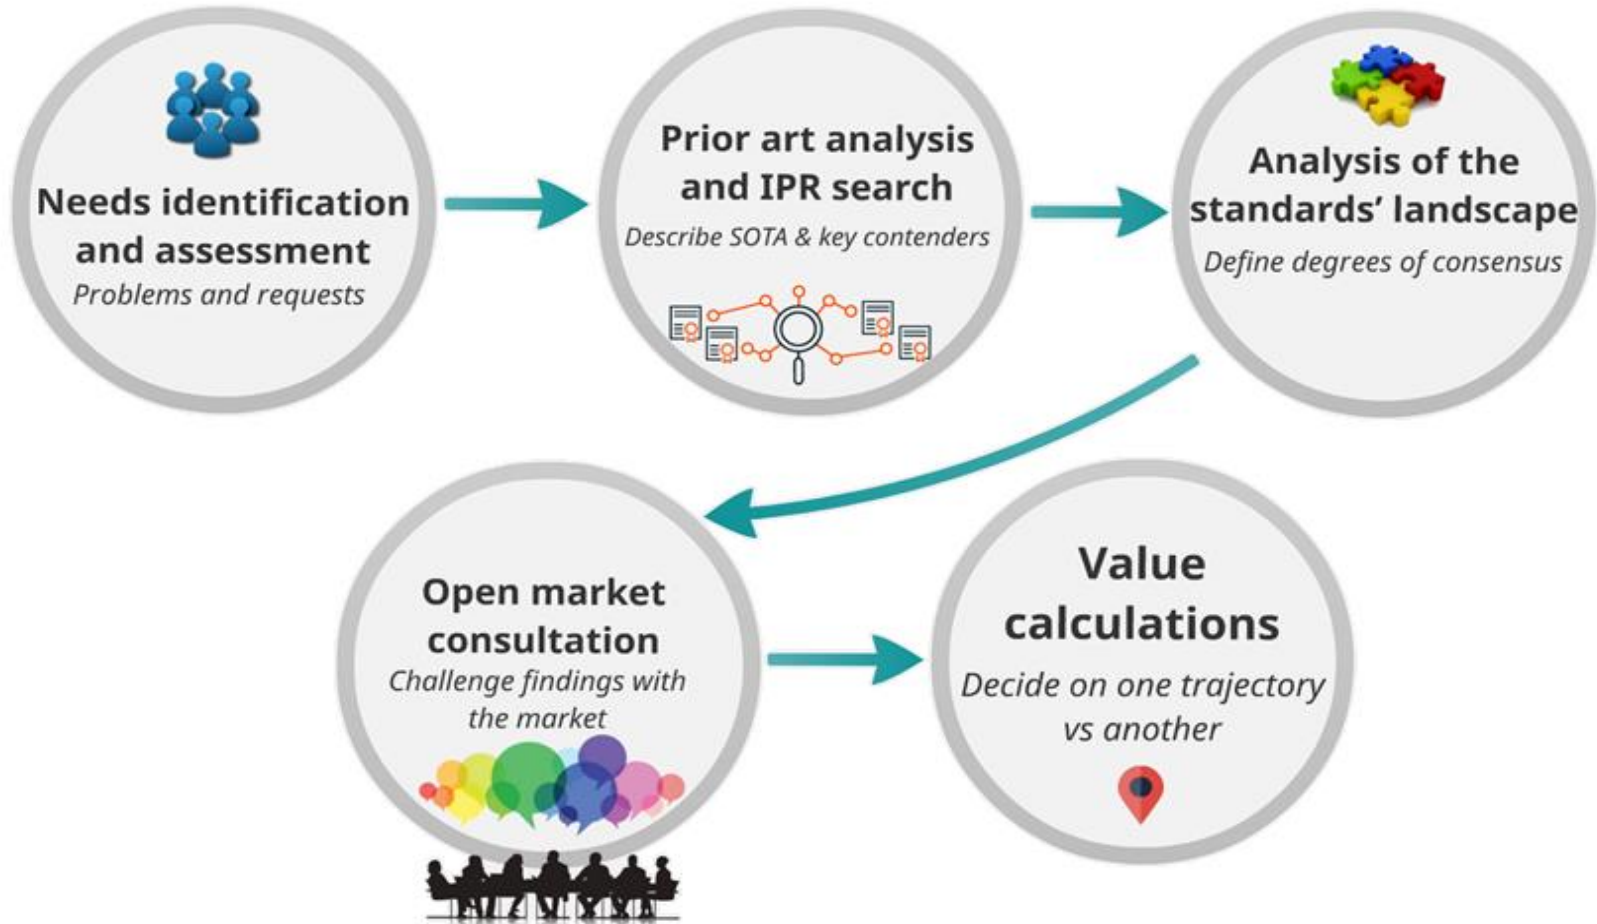 Needs identification
and assessment
Problems and requests
Prior art analysis
and IPR search
Describe SOTA & key contenders
Analysis of the
standards’ landscape
Define degrees of consensus
Open market
consultation
Challenge findings with
the market
Value
calculations
Decide on one trajectory
vs another